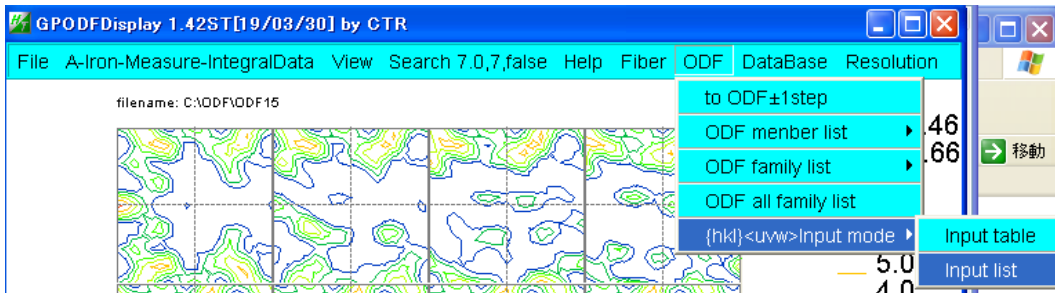 GPODFDisplay 1.42ST[19/03/30] by CTR
File A-Iron-Measure-IntegralData View Search 7.0,7,false Help Fiber ODF DataBase Resolution
filename: C:\ODF\ODF15
to ODF±1step
ODF menber list
.46
.66
移動
ODF family list
ODF all family list
{hkl}<uvw>Input mode
Input table
5.0
Input list
4.0